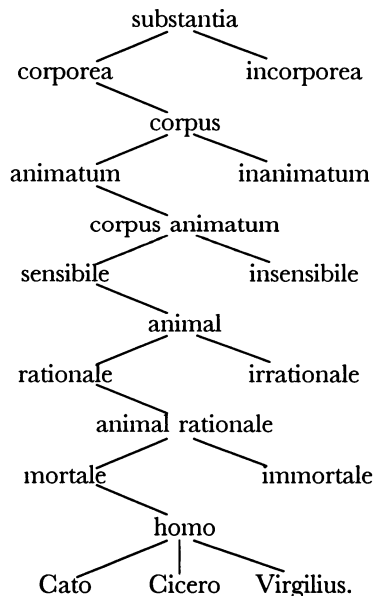 substantia
corporea incorporea
corpus
animatum inanimatum
corpus animatum
sensibile insensibile
animal
rationale irrationale
animal rationale
mortale immortale
homo
Cato Cicero Virgilius.